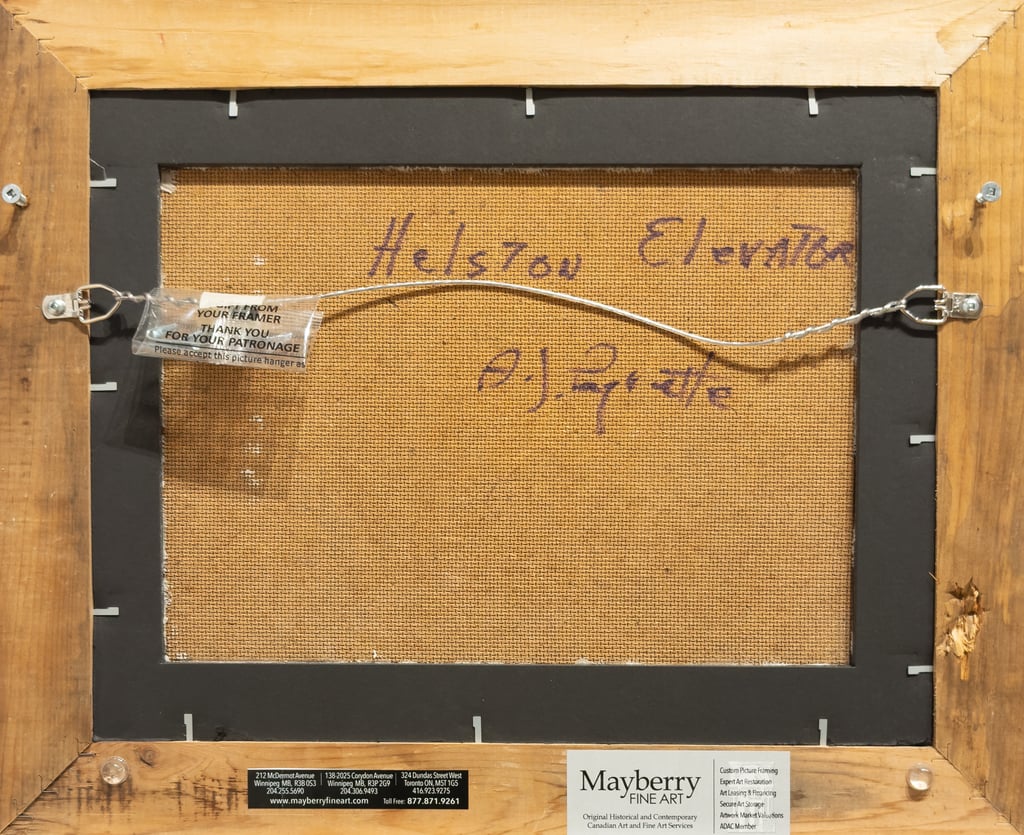 Helston Elevator
GIFT FROM
YOUR FRAMER
THANK YOU
FOR YOUR PATRONAGE
Please accept this picture hanger as
A.J. Paquette
212 McDermot Avenue
Winnipeg MB, R3B 0S3
204.255.5690
138-2025 Corydon Avenue
Winnipeg, MB, R3P 2G9
204.306.9493
324 Dundas Street West
Toronto ON, M5T 1G5
416.923.9275
www.mayberryfineart.com Toll Free: 877.871.9261
Mayberry
FINE ART
Original Historical and Contemporary
Canadian Art and Fine Art Services
Custom Picture Framing
Expert Art Restoration
Art Leasing & Financing
Secure Art Storage
Artwork Market Valuations
ADAC Member